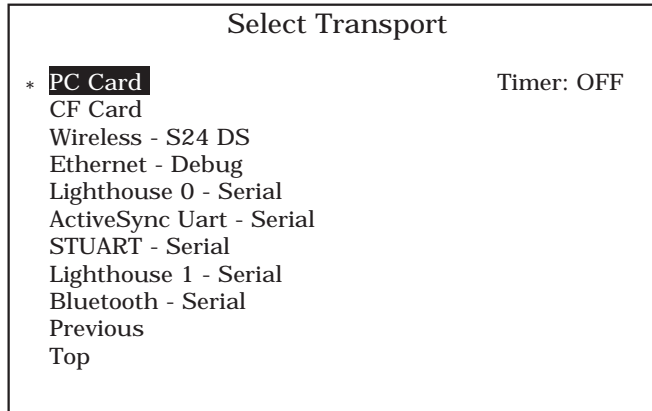 Select Transport
* PC Card Timer: OFF
CF Card
Wireless - S24 DS
Ethernet - Debug
Lighthouse 0 - Serial
ActiveSync Uart - Serial
STUART - Serial
Lighthouse 1 - Serial
Bluetooth - Serial
Previous
Top